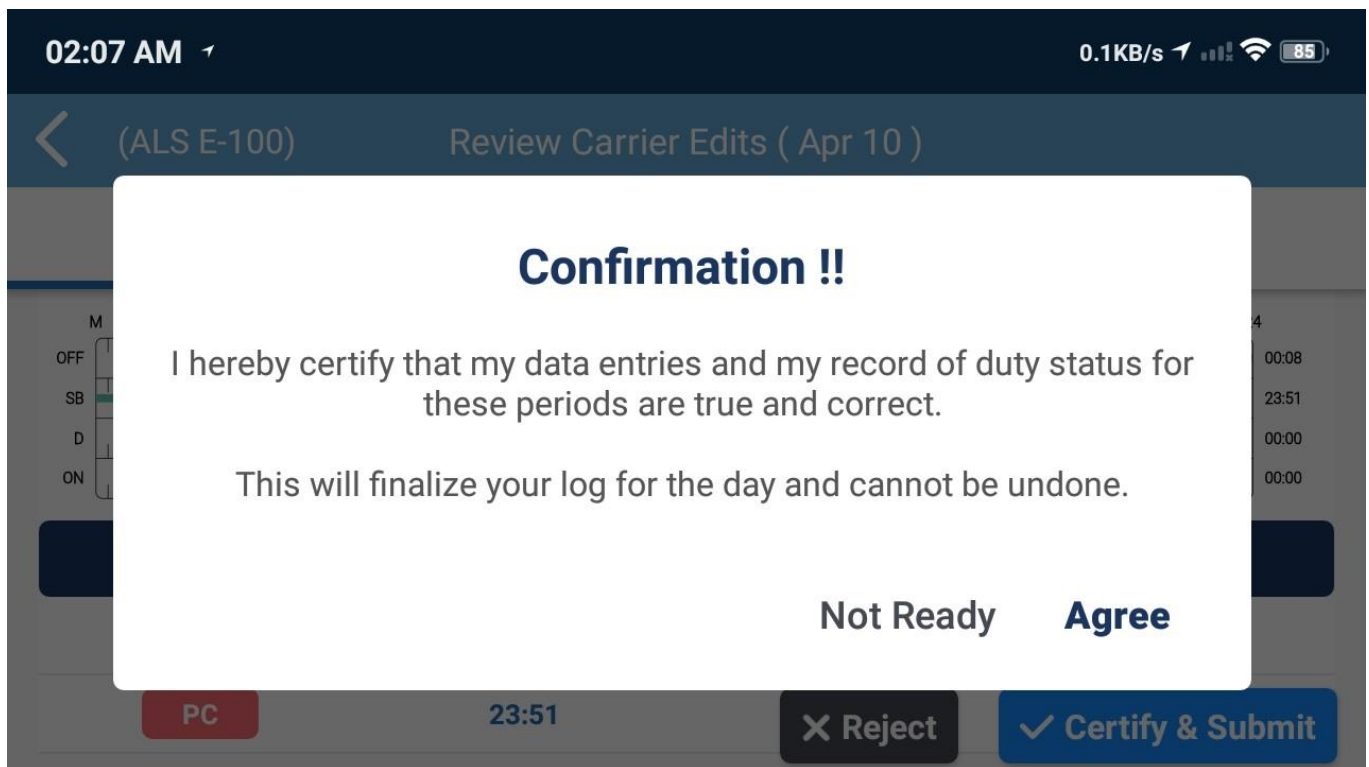 02:07 AM 0.1KB/s 85
(ALS E-100) Review Carrier Edits ( Apr 10 )
Confirmation !!
M 4
OFF 00:08
I hereby certify that my data entries and my record of duty status for
SB 23:51
these periods are true and correct.
D 00:00
ON 00:00
This will finalize your log for the day and cannot be undone.
Not Ready Agree
PC 23:51 Reject Certify & Submit